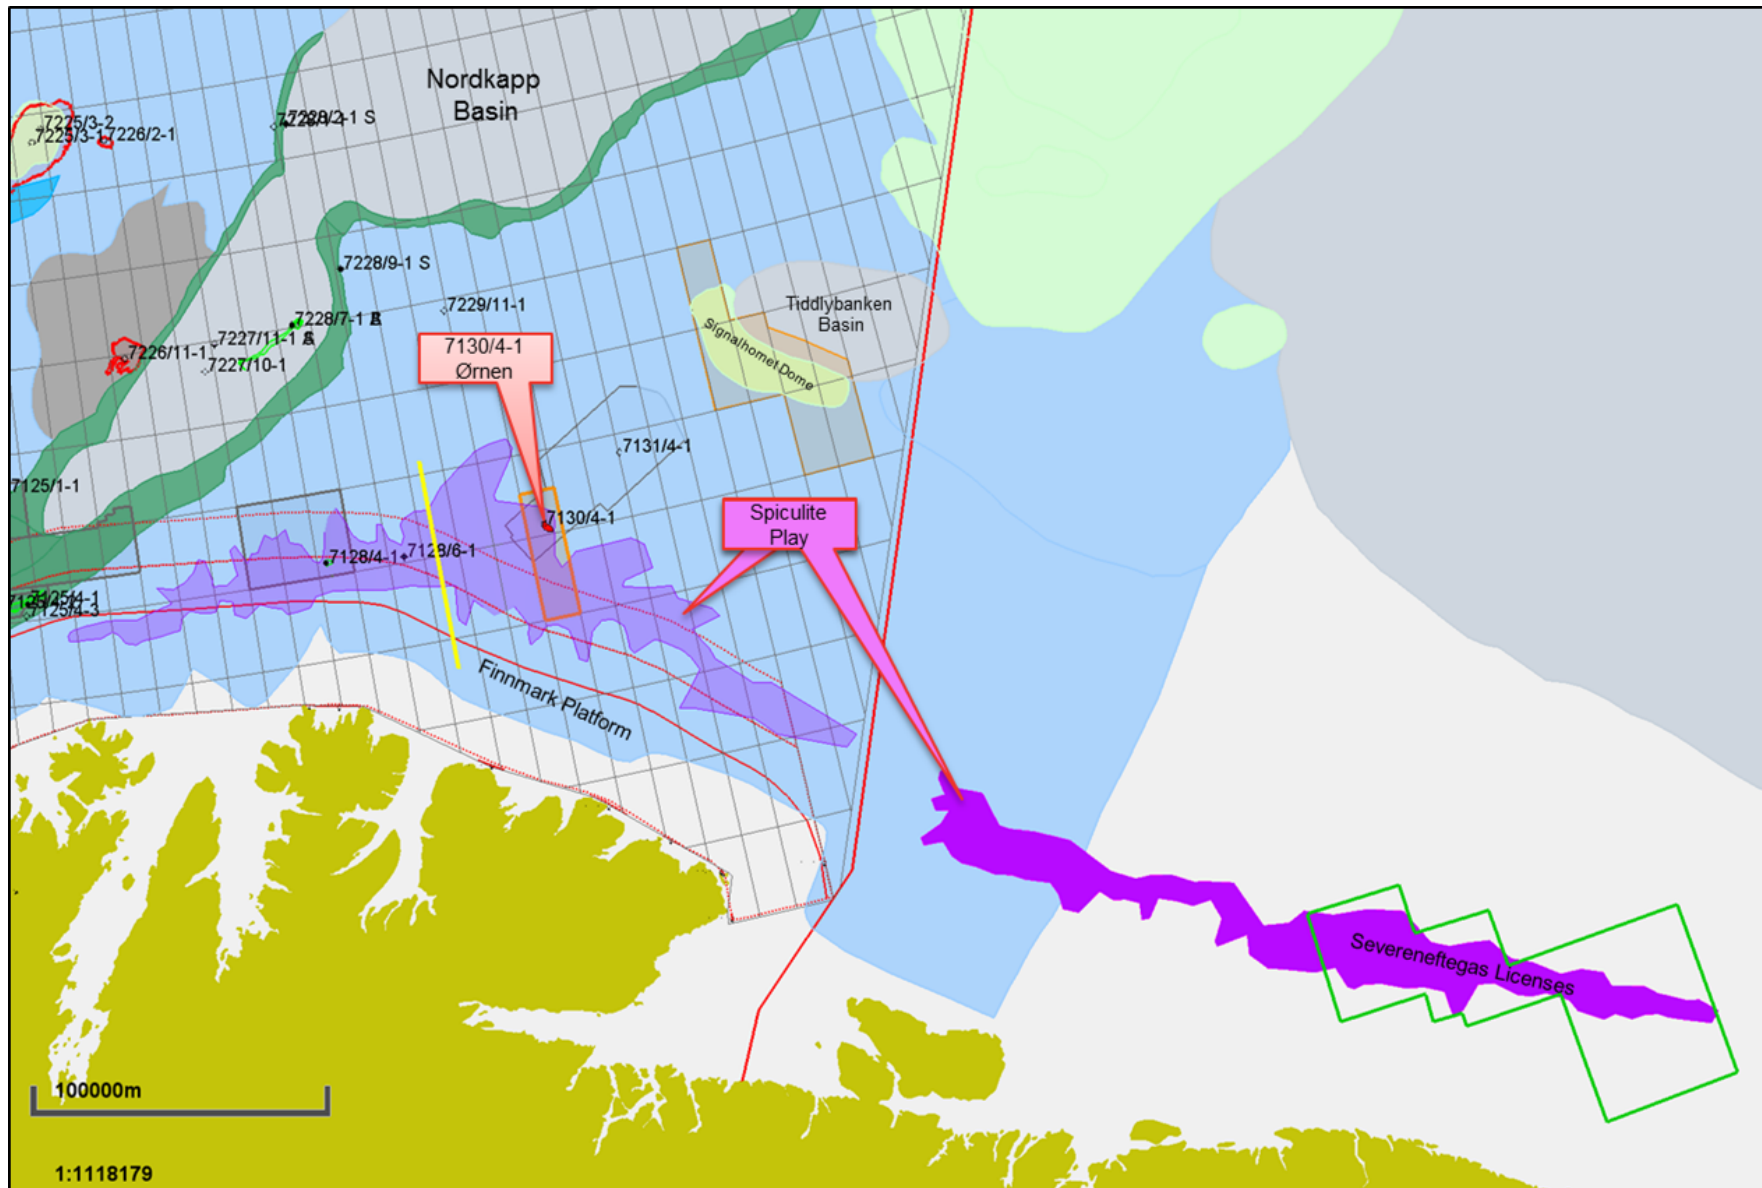 Nordkapp
Basin
7225/3-2
7225/3-1
7226/2-1
7228/2-1 S
7228/9-1 S
7229/11-1
Tiddlybanken
Basin
Signalhornet Dome
7228/7-1
7227/11-1
7226/11-1
7227/10-1
7130/4-1
Ørnen
7131/4-1
7125/1-1
7130/4-1
Spiculite
Play
7128/4-1
7128/6-1
7125/4-1
7125/4-3
Finnmark Platform
Severeneftegas Licenses
100000m
1:1118179